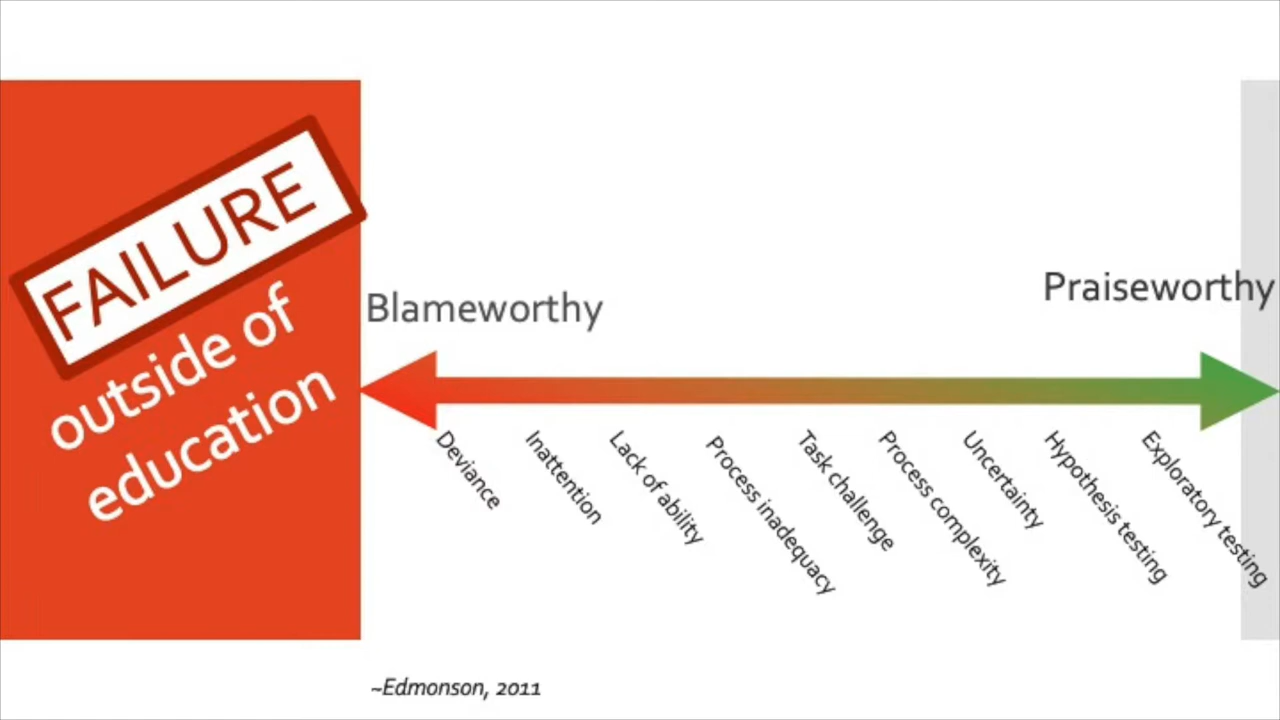 FAILURE
outside of
education
Blameworthy
Praiseworthy
Deviance
Inattention
Lack of ability
Process inadequacy
Task challenge
Process complexity
Uncertainty
Hypothesis testing
Exploratory testing
~Edmonson, 2011